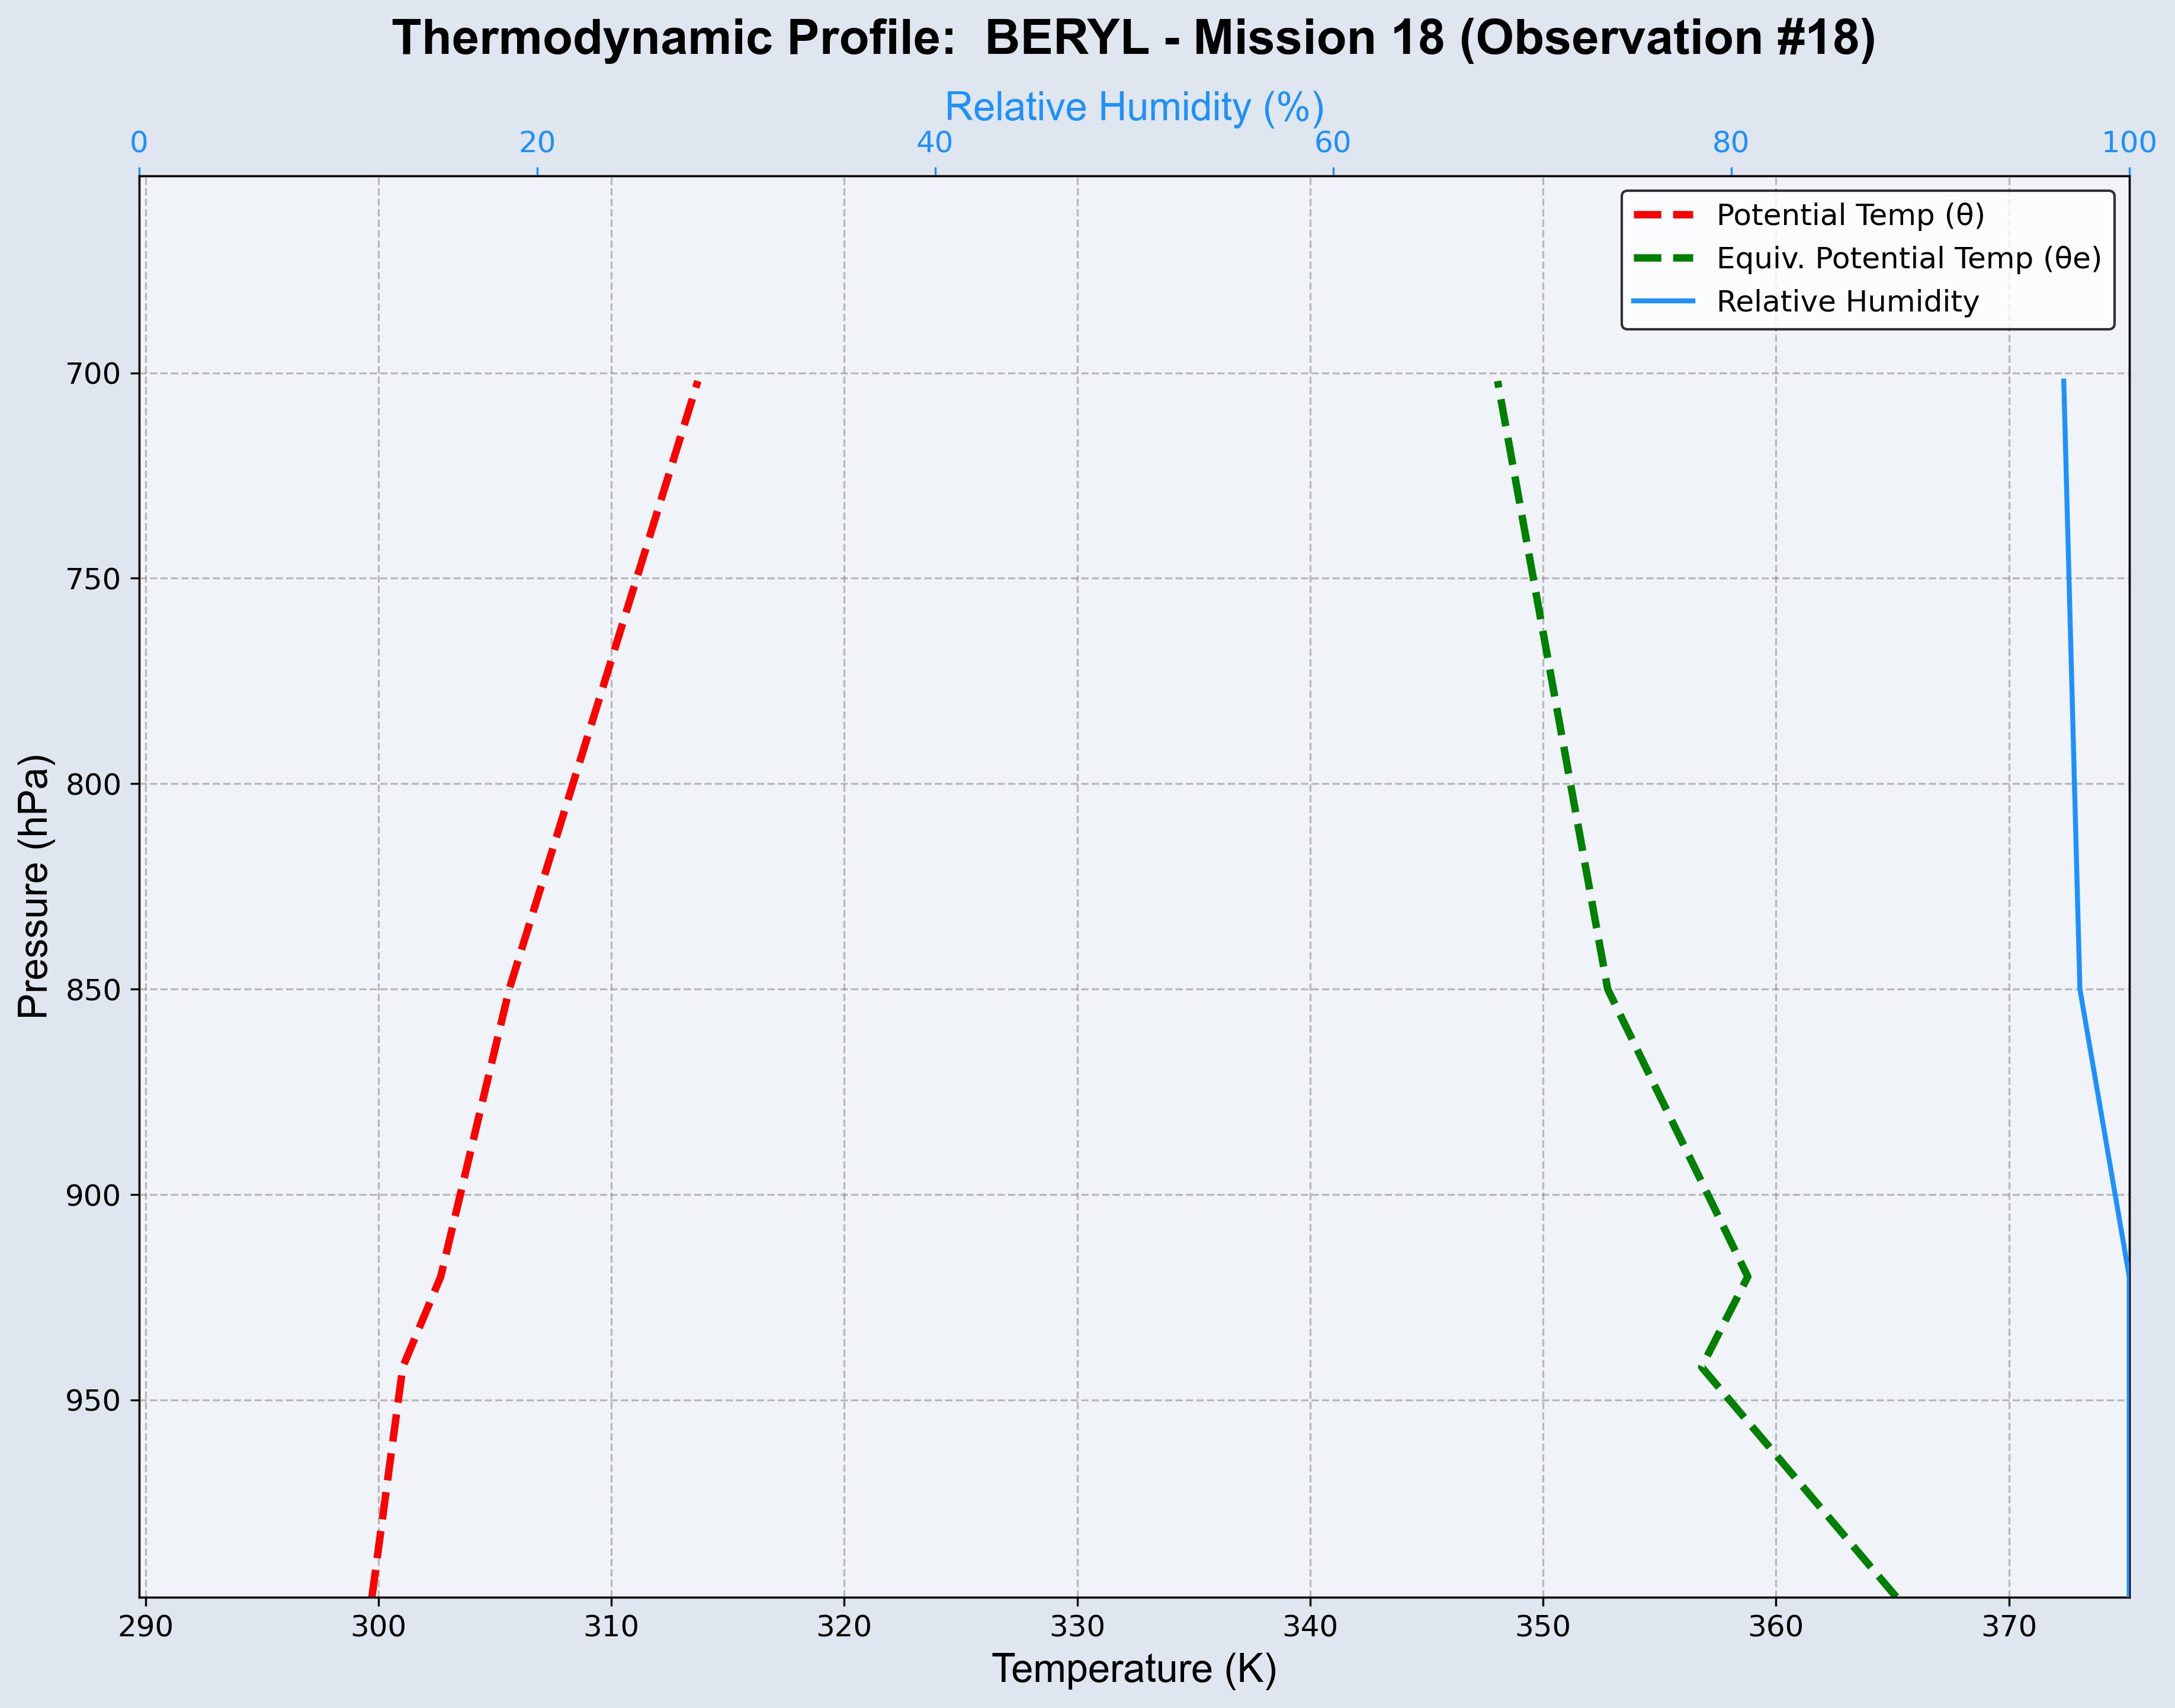 Thermodynamic Profile:  BERYL - Mission 18 (Observation #18)
Relative Humidity (%)
0 20 40 60 80 100
Potential Temp (θ)
Equiv. Potential Temp (θe)
Relative Humidity
700
750
800
850
900
950
Pressure (hPa)
290 300 310 320 330 340 350 360 370
Temperature (K)